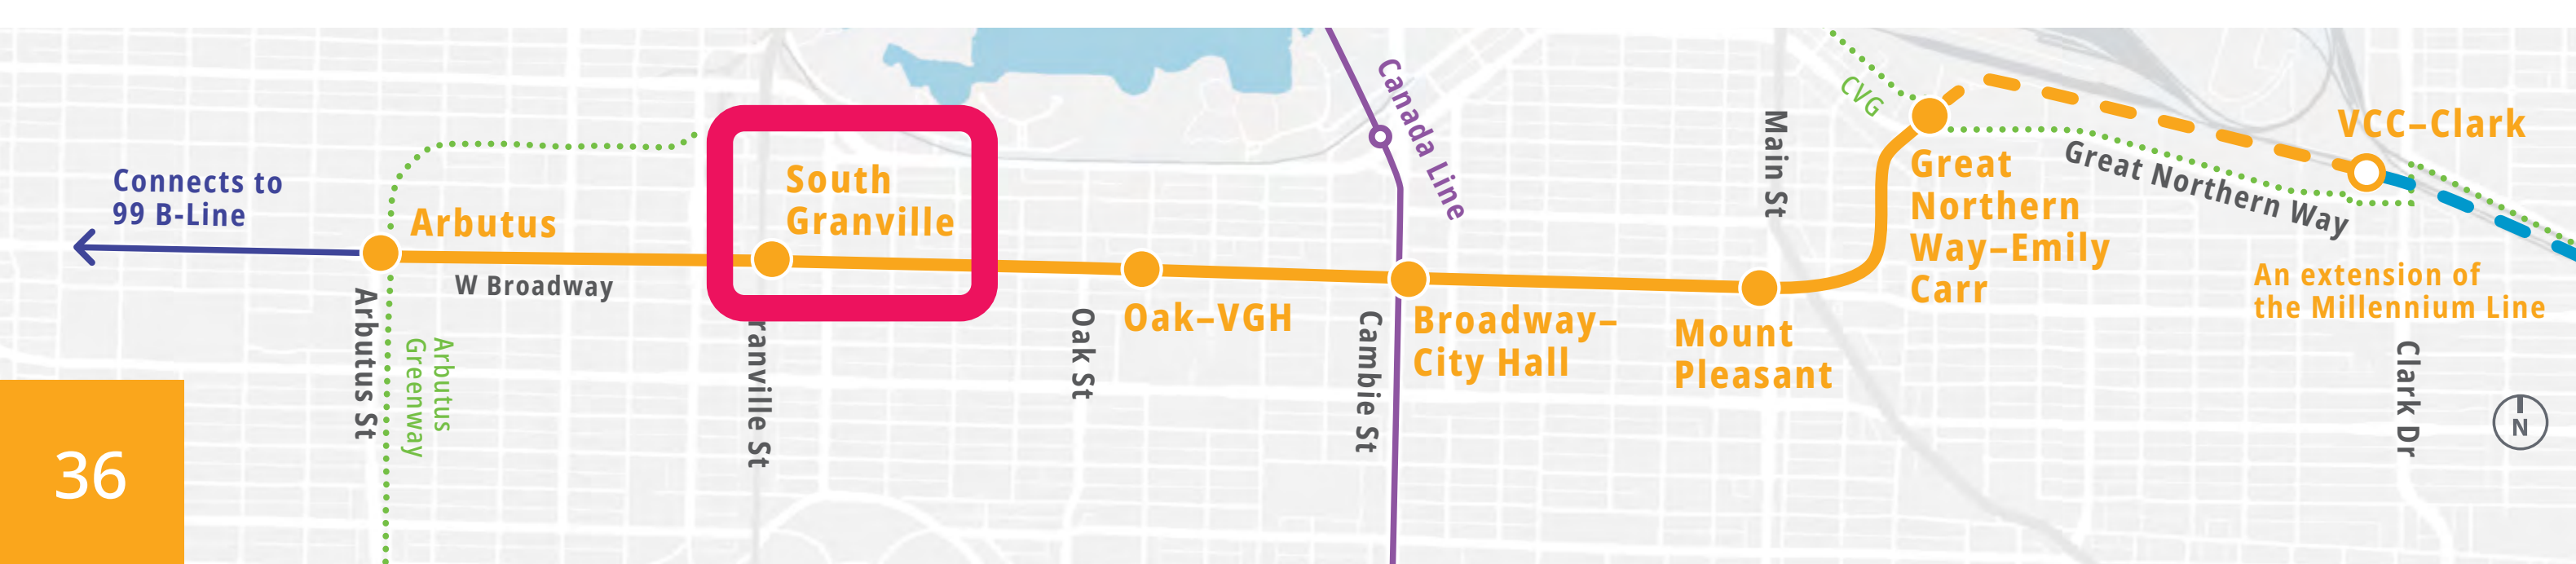 Connects to
99 B-Line
Arbutus
W Broadway
Arbutus St
Arbutus
Greenway
South
Granville
ranville St
Oak St
Oak–VGH
Canada Line
Cambie St
Broadway–
City Hall
Main St
Mount
Pleasant
CVG
Great
Northern
Way–Emily
Carr
Great Northern Way
VCC–Clark
An extension of
the Millennium Line
Clark Dr
N
36